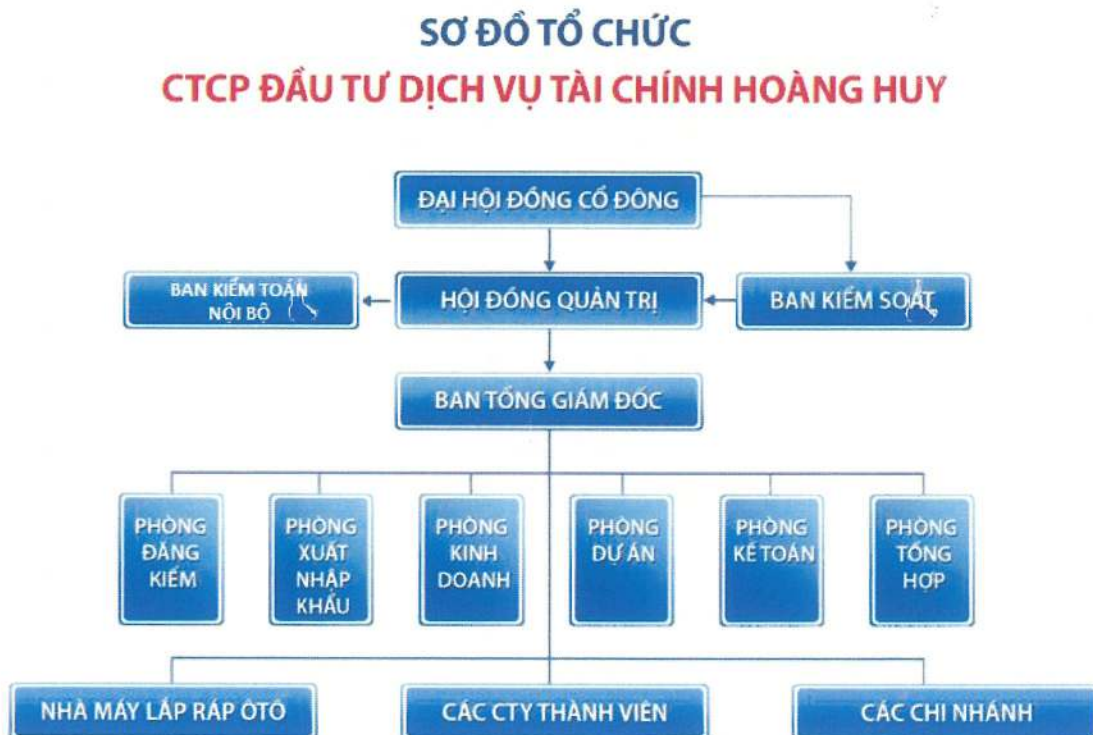 SƠ ĐỒ TỔ CHỨC
CTCP ĐẦU TƯ DỊCH VỤ TÀI CHÍNH HOÀNG HUY
ĐẠI HỘI ĐỒNG CỔ ĐÔNG
BAN KIỂM TOÁN
NỘI BỘ
HỘI ĐỒNG QUẢN TRỊ
BAN KIỂM SOÁT
BAN TỔNG GIÁM ĐỐC
PHÒNG
ĐĂNG
KIỂM
PHÒNG
XUẤT
NHẬP
KHẨU
PHÒNG
KINH
DOANH
PHÒNG
DỰ ÁN
PHÒNG
KẾ TOÁN
PHÒNG
TỔNG
HỢP
NHÀ MÁY LẮP RÁP ÔTÔ
CÁC CTY THÀNH VIÊN
CÁC CHI NHÁNH